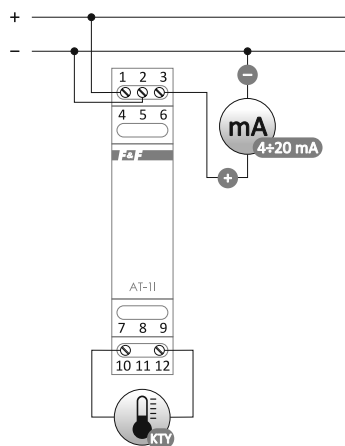 +
−
1 2 3
−
4 5 6
mA
4÷20 mA
F&F
+
AT-1I
7 8 9
10 11 12
KTY